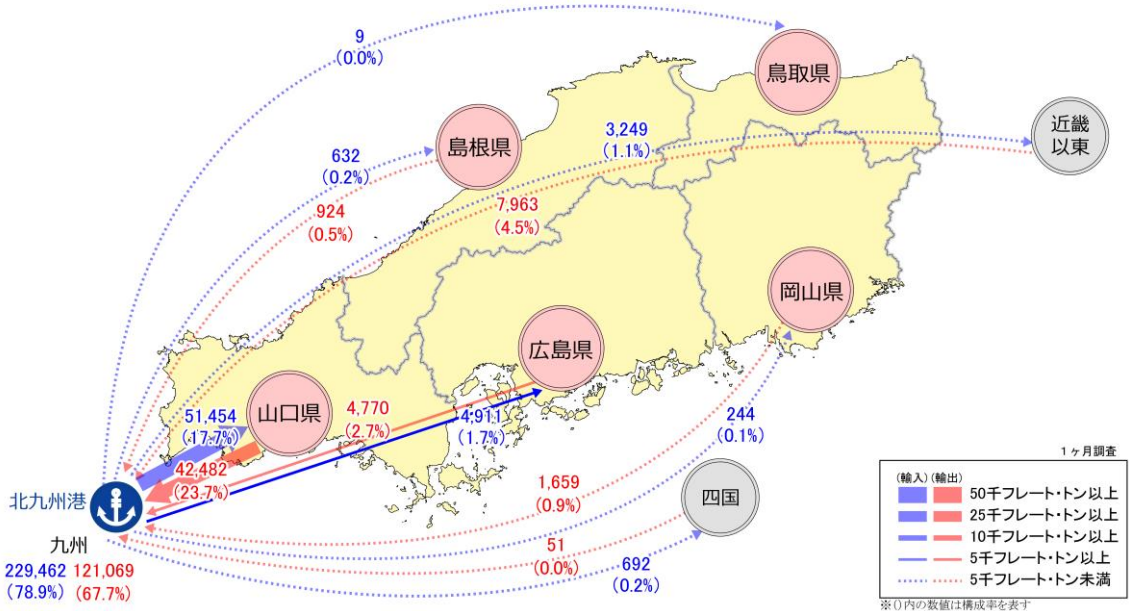 9
(0.0%)
鳥取県
近畿
以東
島根県
3,249
(1.1%)
632
(0.2%)
924
(0.5%)
7,963
(4.5%)
岡山県
広島県
山口県
51,454
(17.7%)
4,770
(2.7%)
4,911
(1.7%)
244
(0.1%)
42,482
(23.7%)
1,659
(0.9%)
四国
北九州港
九州
229,462 121,069
(78.9%) (67.7%)
51
(0.0%)
692
(0.2%)
1ヶ月調査
(輸入) (輸出)
50千フレート・トン以上
25千フレート・トン以上
10千フレート・トン以上
5千フレート・トン以上
5千フレート・トン未満
※()内の数値は構成率を表す